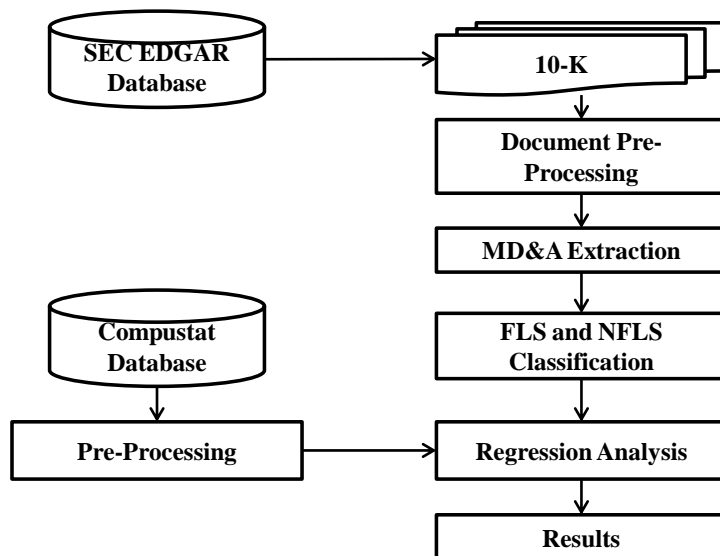 SEC EDGAR
Database
10-K
Document Pre-
Processing
MD&A Extraction
Compustat
Database
FLS and NFLS
Classification
Pre-Processing
Regression Analysis
Results